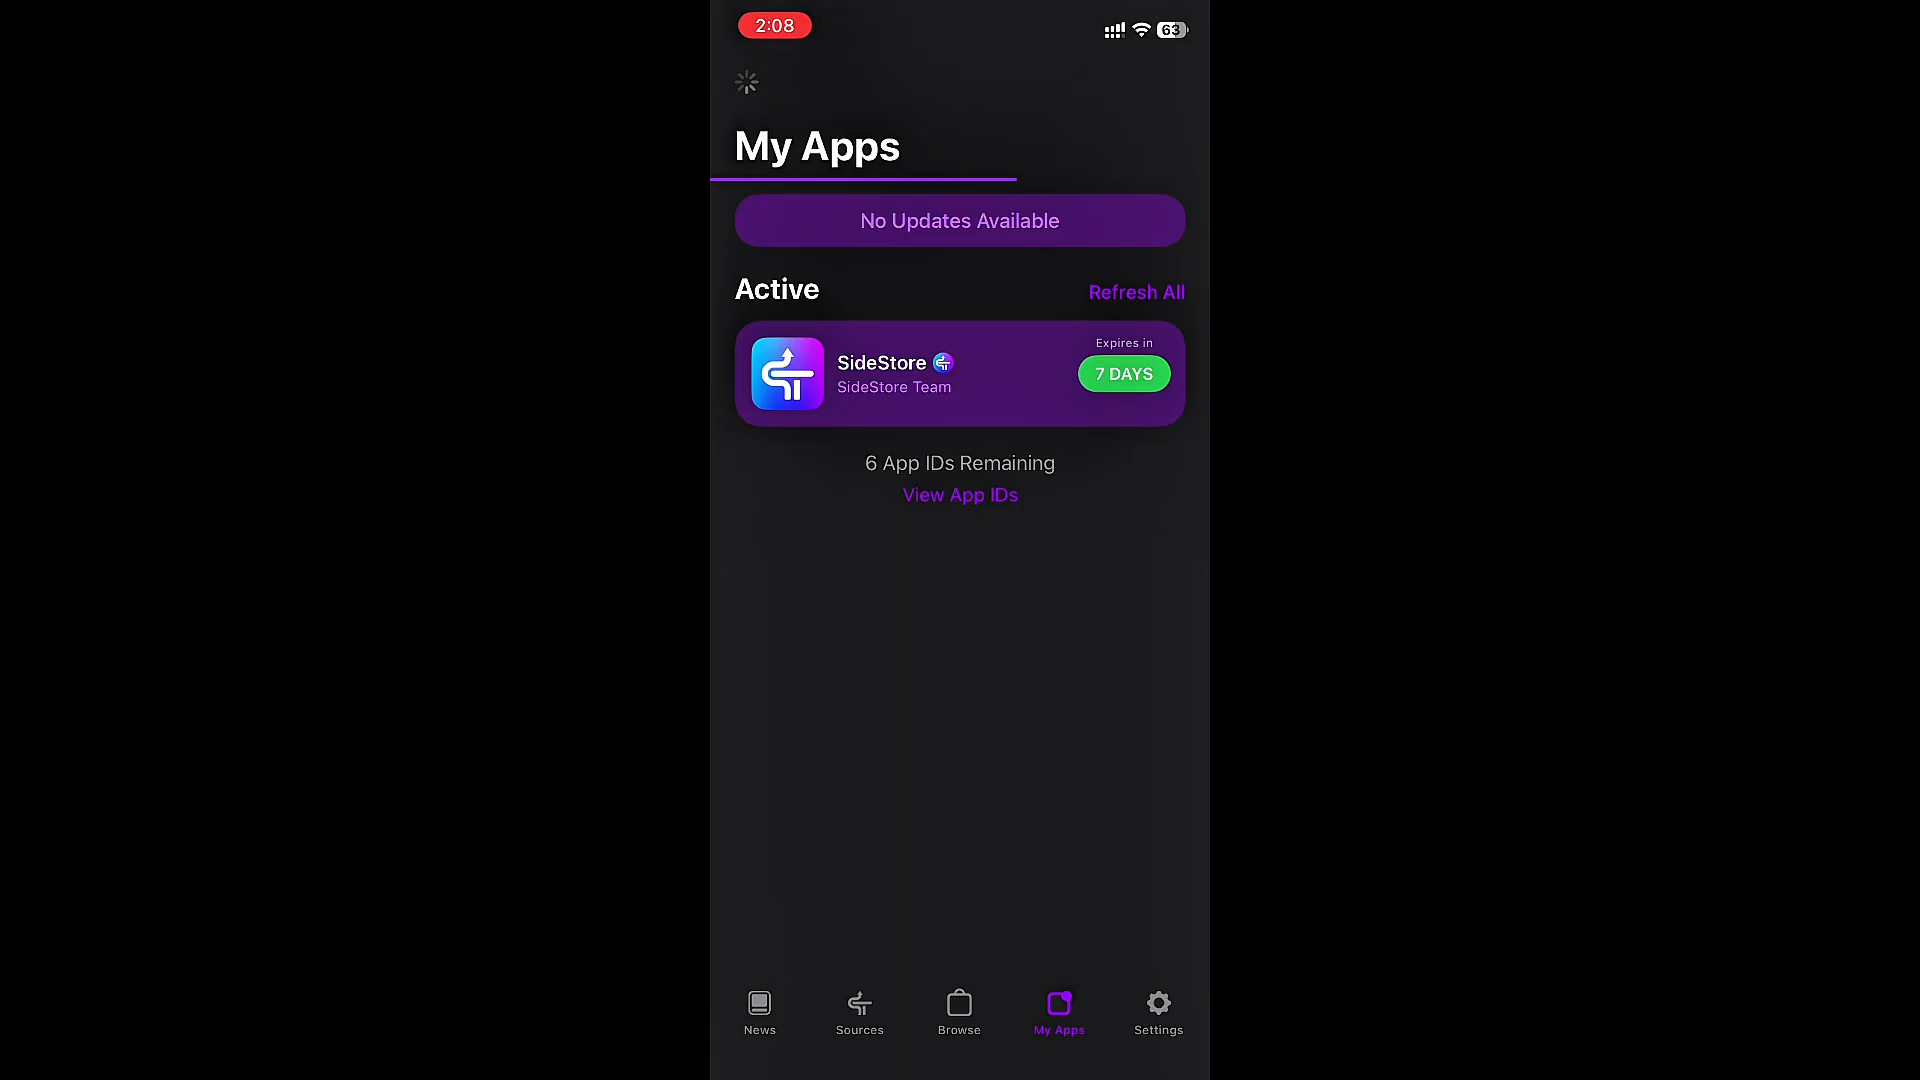 2:08
63
My Apps
No Updates Available
Active
Refresh All
SideStore
SideStore Team
Expires in
7 DAYS
6 App IDs Remaining
View App IDs
News
Sources
Browse
My Apps
Settings